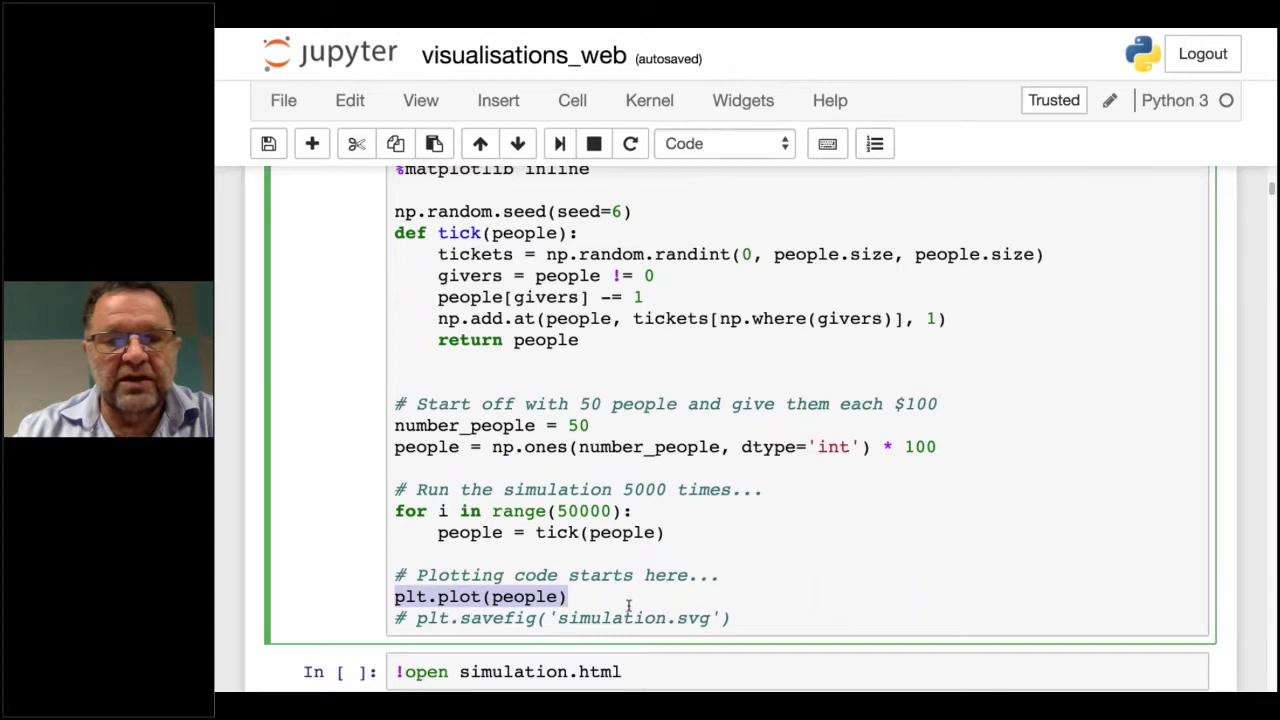 jupyter visualisations_web (autosaved) Logout
File Edit View Insert Cell Kernel Widgets Help Trusted Python 3
Code
%matplotlib inline
np.random.seed(seed=6)
def tick(people):
tickets = np.random.randint(0, people.size, people.size)
givers = people != 0
people[givers] -= 1
np.add.at(people, tickets[np.where(givers)], 1)
return people
# Start off with 50 people and give them each $100
number_people = 50
people = np.ones(number_people, dtype='int') * 100
# Run the simulation 5000 times...
for i in range(50000):
people = tick(people)
# Plotting code starts here...
plt.plot(people)
# plt.savefig('simulation.svg')
In [ ]: !open simulation.html